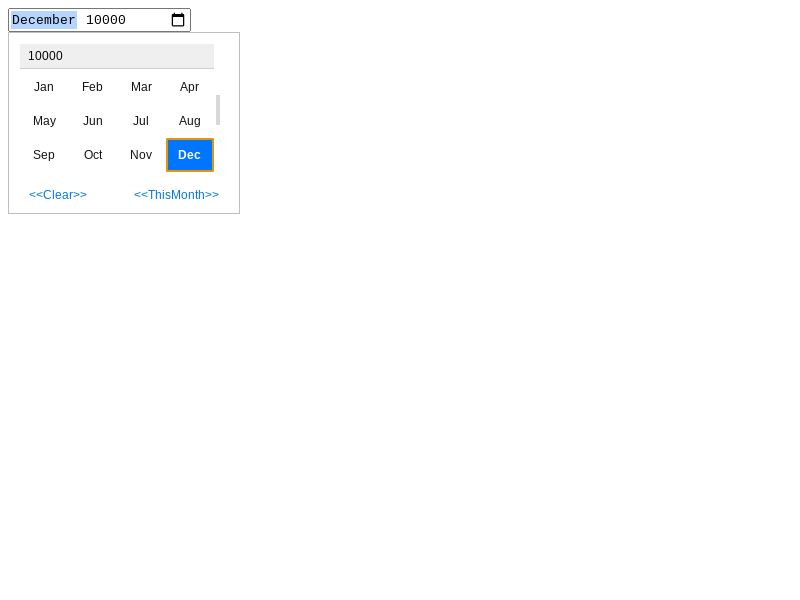 December 10000
10000
Jan Feb Mar Apr
May Jun Jul Aug
Sep Oct Nov Dec
<<Clear>> <<ThisMonth>>